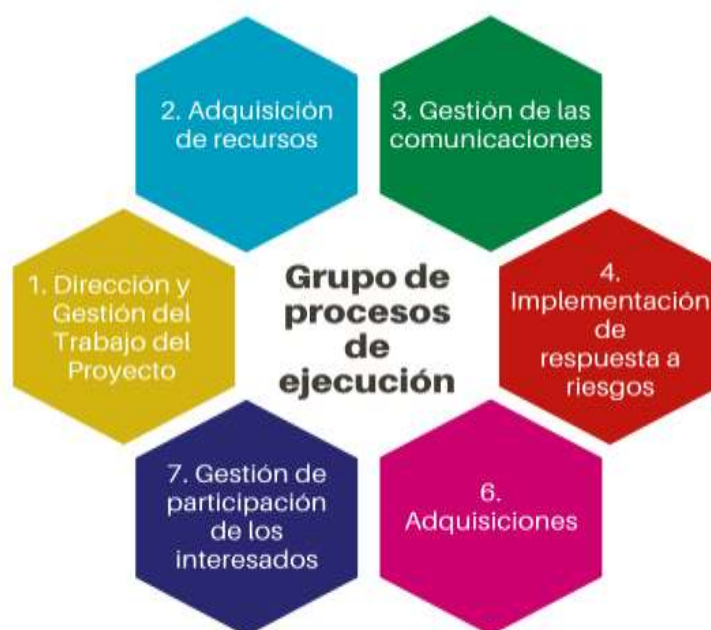 2. Adquisición
de recursos
3. Gestión de las
comunicaciones
1. Dirección y
Gestión del
Trabajo del
Proyecto
Grupo de
procesos
de
ejecución
4.
Implementación
de
respuesta a
riesgos
7. Gestión de
participación
de los
interesados
6.
Adquisiciones